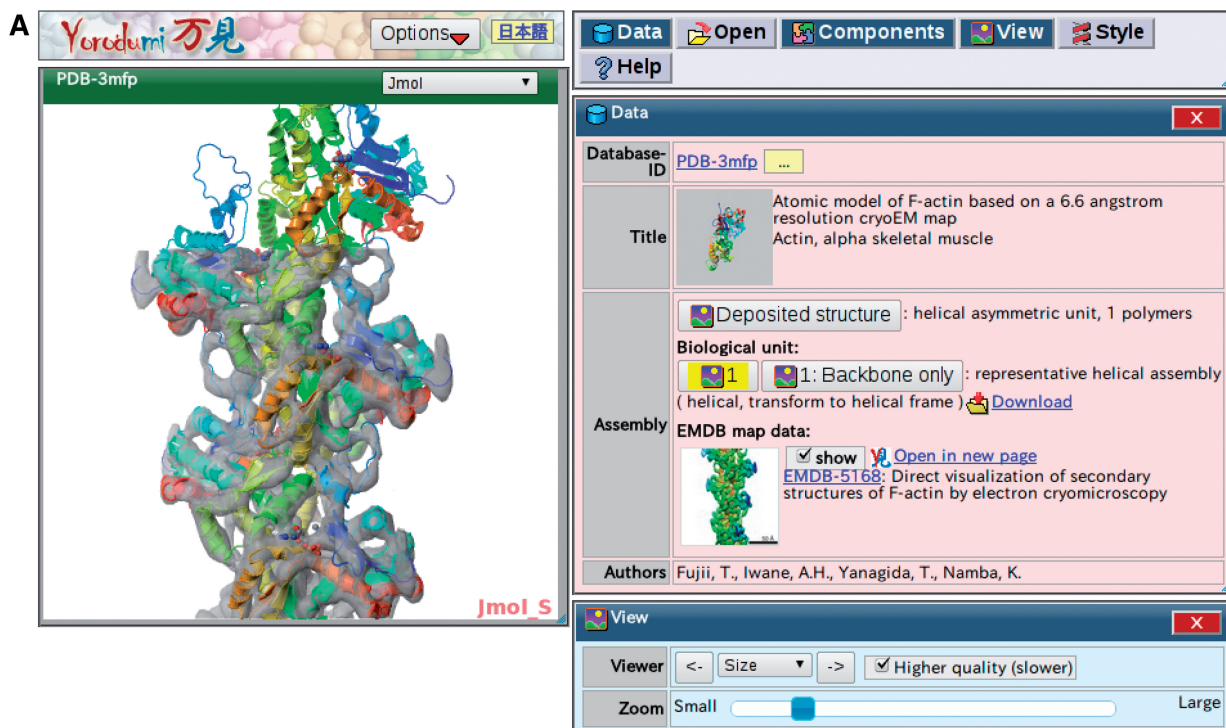 A
Yorodumi 万見
Options
日本語
PDB-3mfp
Jmol
Jmol_S
Data
Open
Components
View
Style
Help
Data
X
Database-
ID
PDB-3mfp
...
Title
Atomic model of F-actin based on a 6.6 angstrom
resolution cryoEM map
Actin, alpha skeletal muscle
Assembly
Deposited structure : helical asymmetric unit, 1 polymers
Biological unit:
1
1: Backbone only : representative helical assembly
( helical, transform to helical frame ) Download
EMDB map data:
show
Open in new page
EMDB-5168: Direct visualization of secondary
structures of F-actin by electron cryomicroscopy
Authors
Fujii, T., Iwane, A.H., Yanagida, T., Namba, K.
View
X
Viewer
<-
Size
->
Higher quality (slower)
Zoom
Small
Large